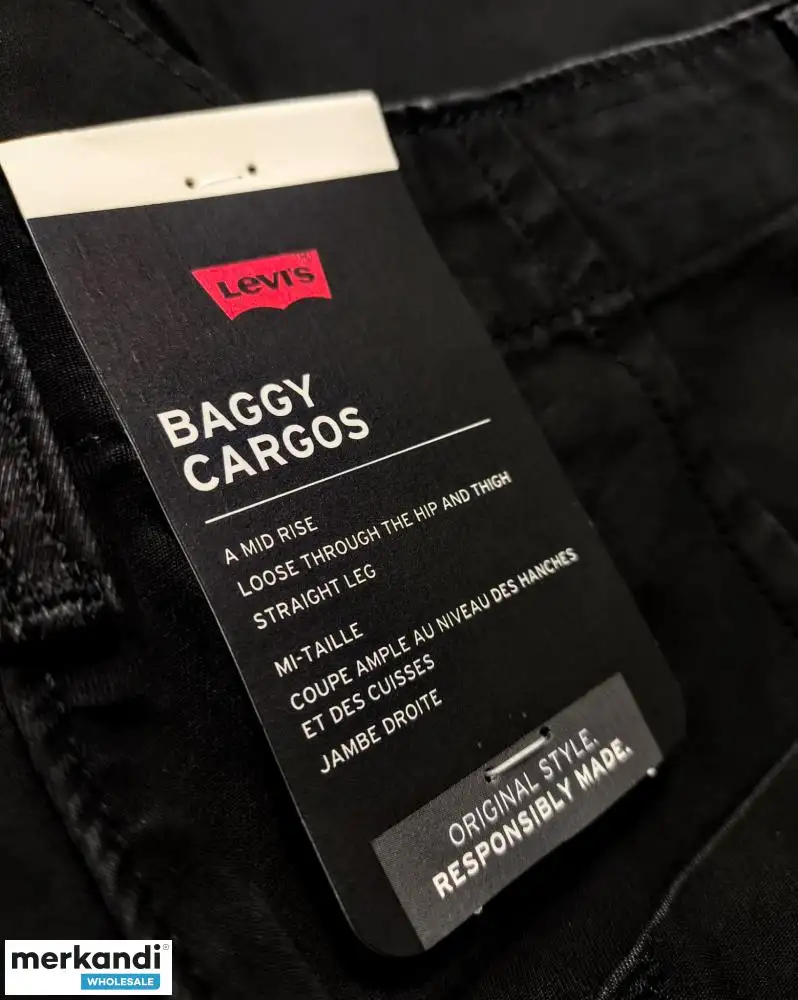 Levi's
BAGGY
CARGOS
A MID RISE
LOOSE THROUGH THE HIP AND THIGH
STRAIGHT LEG
MI-TAILLE
COUPE AMPLE AU NIVEAU DES HANCHES
ET DES CUISSES
JAMBE DROITE
ORIGINAL STYLE.
RESPONSIBLY MADE.
merkandi®
WHOLESALE